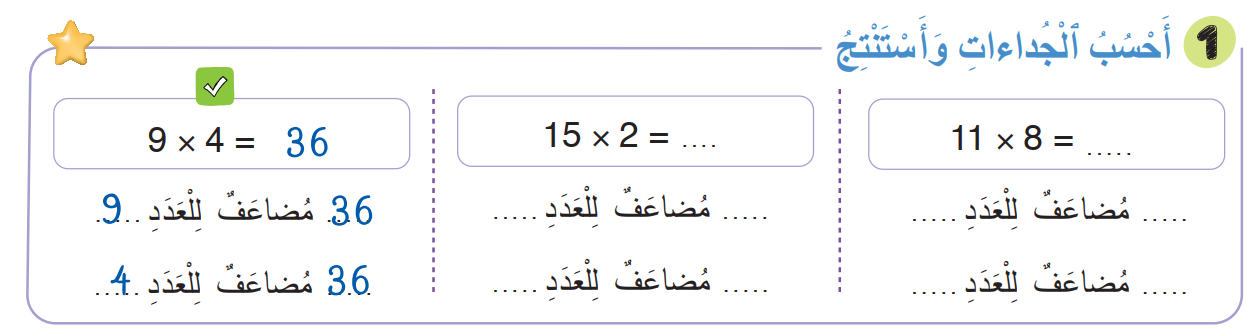 1 أَحْسُبُ ٱلْجُداءاتِ وَأَسْتَنْتِجُ
11 × 8 = .....
..... مُضاعَفٌ لِلْعَدَدِ .....
..... مُضاعَفٌ لِلْعَدَدِ .....
15 × 2 = ....
..... مُضاعَفٌ لِلْعَدَدِ .....
..... مُضاعَفٌ لِلْعَدَدِ .....
9 × 4 = 36
36 مُضاعَفٌ لِلْعَدَدِ 9
36 مُضاعَفٌ لِلْعَدَدِ 4